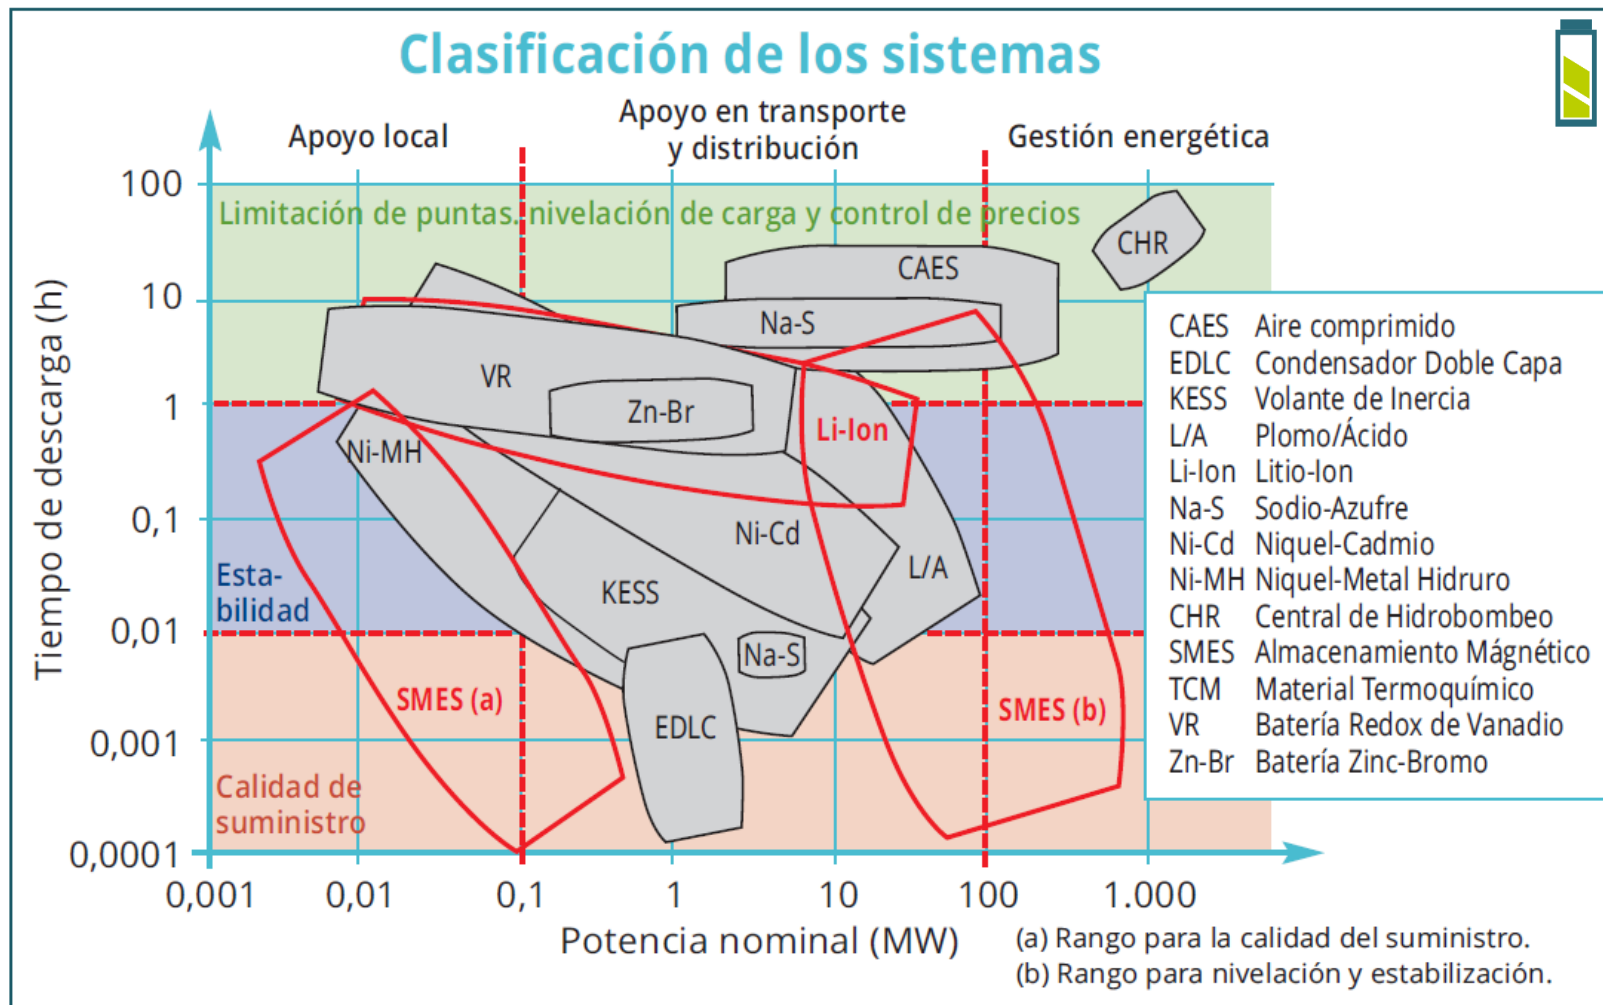 Clasificación de los sistemas
Apoyo local
Apoyo en transporte
y distribución
Gestión energética
Tiempo de descarga (h)
100
10
1
0,1
0,01
0,001
0,0001
Limitación de puntas. nivelación de carga y control de precios
CHR
CAES
Na-S
VR
Zn-Br
Li-Ion
Ni-MH
Ni-Cd
L/A
KESS
Esta-
bilidad
Na-S
SMES (a)
EDLC
SMES (b)
Calidad de
suministro
CAES Aire comprimido
EDLC Condensador Doble Capa
KESS Volante de Inercia
L/A Plomo/Ácido
Li-Ion Litio-Ion
Na-S Sodio-Azufre
Ni-Cd Niquel-Cadmio
Ni-MH Niquel-Metal Hidruro
CHR Central de Hidrobombeo
SMES Almacenamiento Mágnético
TCM Material Termoquímico
VR Batería Redox de Vanadio
Zn-Br Batería Zinc-Bromo
0,001 0,01 0,1 1 10 100 1.000
Potencia nominal (MW)
(a) Rango para la calidad del suministro.
(b) Rango para nivelación y estabilización.